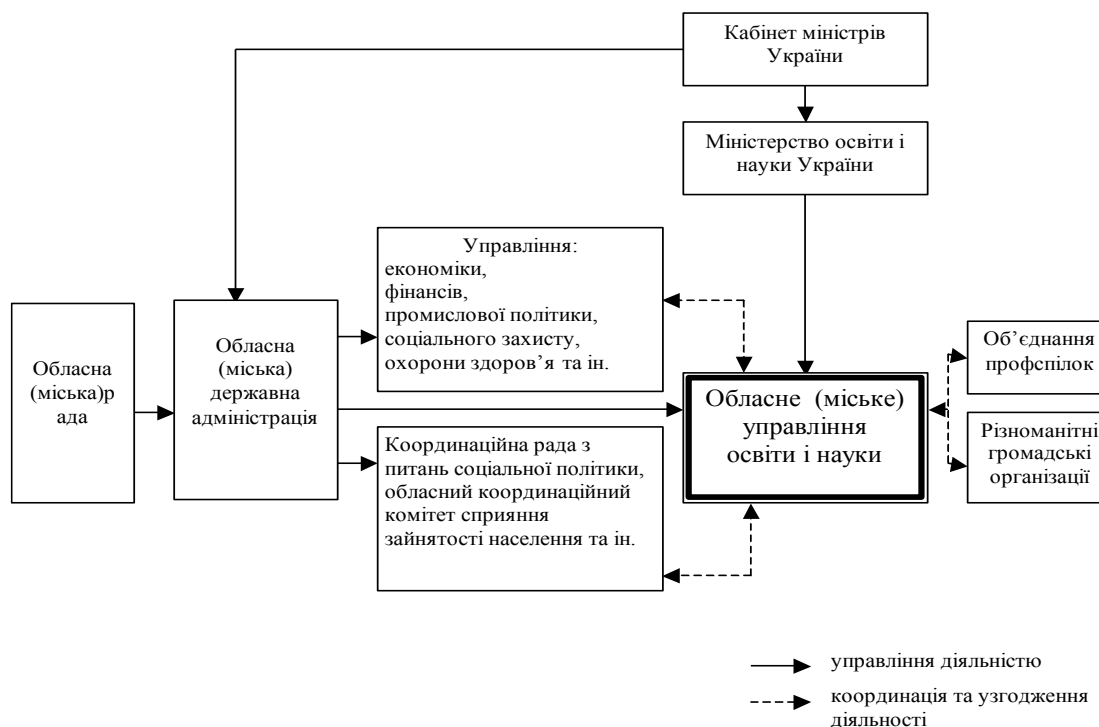 Кабінет міністрів
України
Міністерство освіти і
науки України
Управління:
економіки,
фінансів,
промислової політики,
соціального захисту,
охорони здоров’я та ін.
Обласна
(міська)р
ада
Обласна
(міська)
державна
адміністрація
Координаційна рада з
питань соціальної політики,
обласний координаційний
комітет сприяння
зайнятості населення та ін.
Обласне (міське)
управління
освіти і науки
Об’єднання
профспілок
Різноманітні
громадські
організації
управління діяльністю
координація та узгодження
діяльності